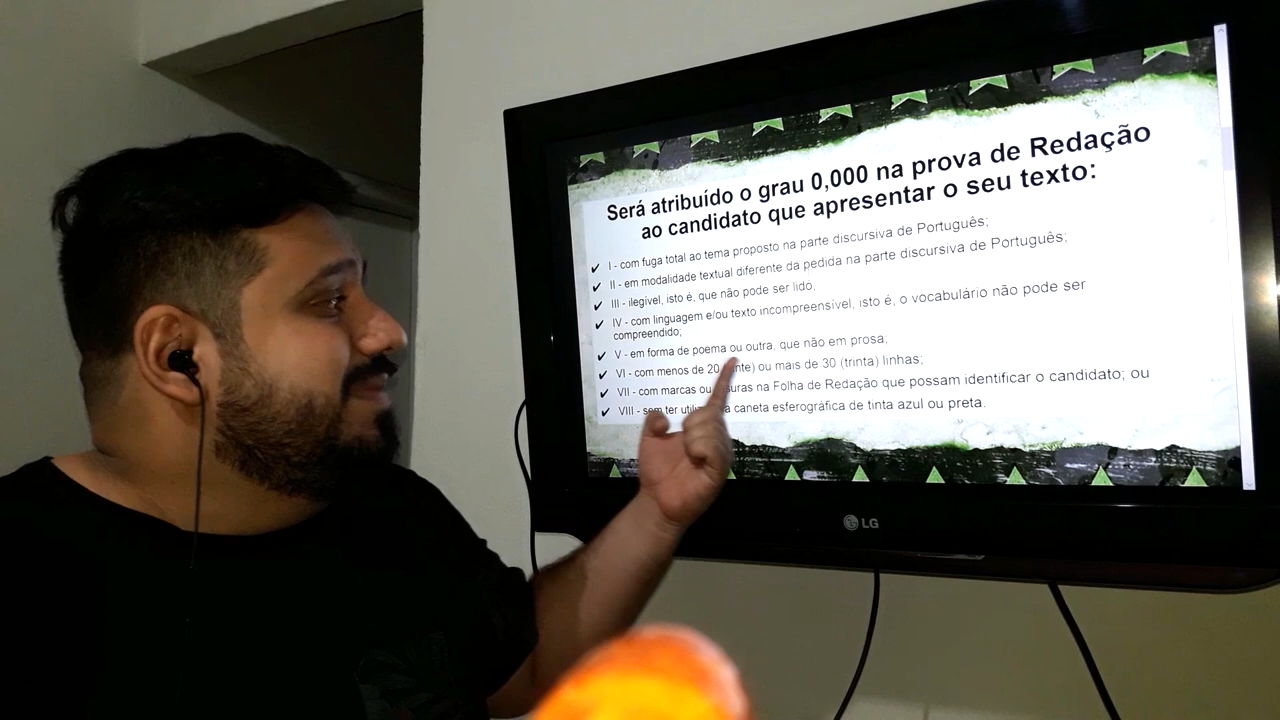 Será atribuído o grau 0,000 na prova de Redação
ao candidato que apresentar o seu texto:
I - com fuga total ao tema proposto na parte discursiva de Português;
II - em modalidade textual diferente da pedida na parte discursiva de Português;
III - ilegível, isto é, que não pode ser lido;
IV - com linguagem e/ou texto incompreensível, isto é, o vocabulário não pode ser
compreendido;
V - em forma de poema ou outra, que não em prosa;
VI - com menos de 20 mais de 30 (trinta) linhas;
VII - com marcas na Folha de Redação que possam identificar o candidato; ou
VIII - sem ter caneta esferográfica de tinta azul ou preta.
LG